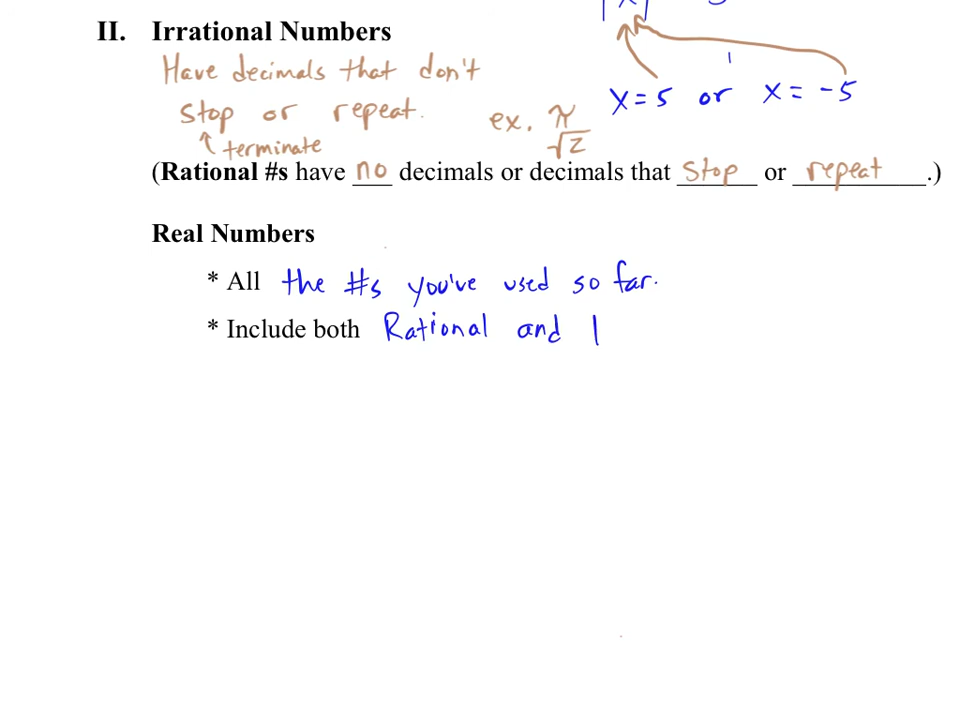 II. Irrational Numbers
Have decimals that don't
stop or repeat.
↑ terminate
ex. π
√2
x = 5 or x = -5
(Rational #s have no decimals or decimals that stop or repeat.)
Real Numbers
* All the #s you've used so far.
* Include both Rational and I